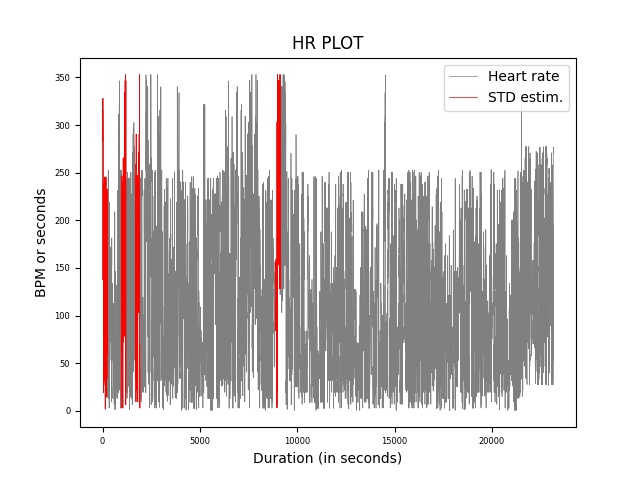 HR PLOT
Heart rate
STD estim.
BPM or seconds
350
300
250
200
150
100
50
0
0 5000 10000 15000 20000
Duration (in seconds)